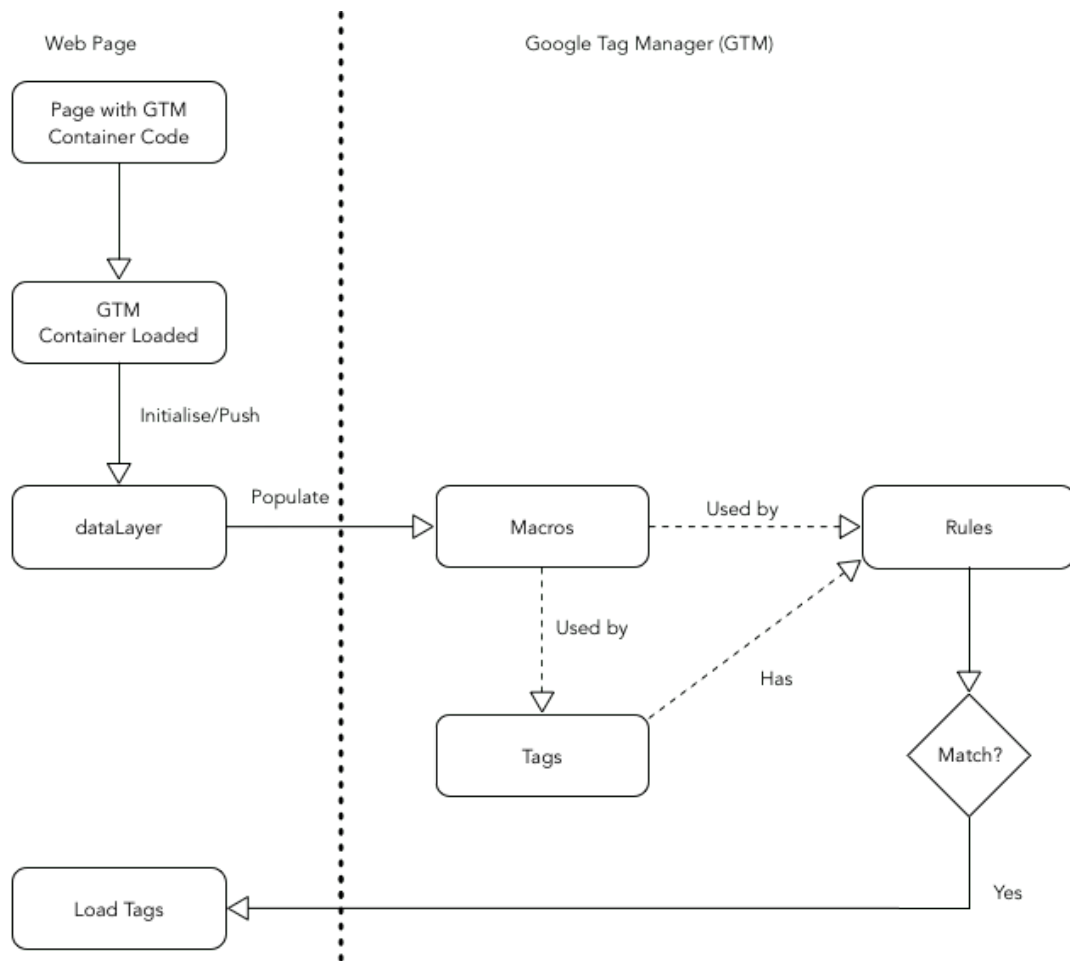 Web Page
Google Tag Manager (GTM)
Page with GTM
Container Code
GTM
Container Loaded
Initialise/Push
dataLayer
Populate
Macros
Used by
Rules
Used by
Has
Tags
Match?
Yes
Load Tags